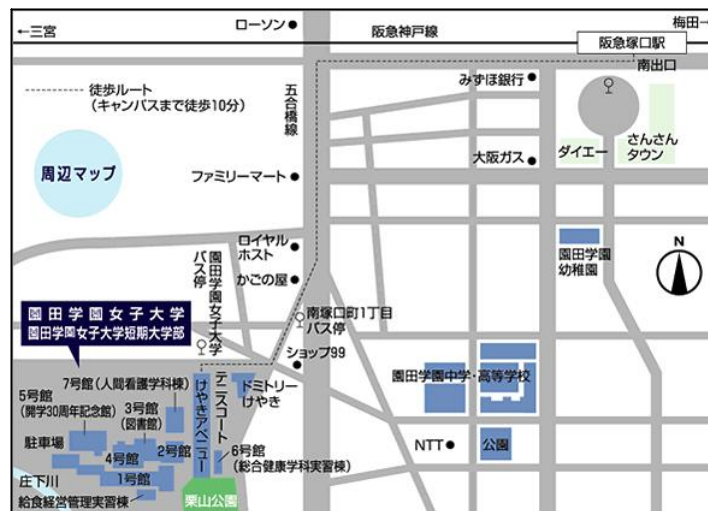 ←三宮
ローソン
阪急神戸線
梅田→
阪急塚口駅
南出口
みずほ銀行
徒歩ルート
(キャンパスまで徒歩10分)
五合橋線
周辺マップ
ファミリーマート
大阪ガス
ダイエー
さんさん
タウン
ロイヤル
ホスト
かごの屋
園田学園女子大学
バス停
園田学園
幼稚園
N
南塚口町1丁目
バス停
ショップ99
園田学園女子大学
園田学園女子大学短期大学部
7号館(人間看護学科棟)
5号館
(開学30周年記念館)
3号館
(図書館)
駐車場
4号館
2号館
1号館
けやきアベニュー
テニスコート
ドミトリー
けやき
6号館
(総合健康学科実習棟)
園田学園中学・高等学校
NTT
公園
庄下川
給食経営管理実習棟
栗山公園